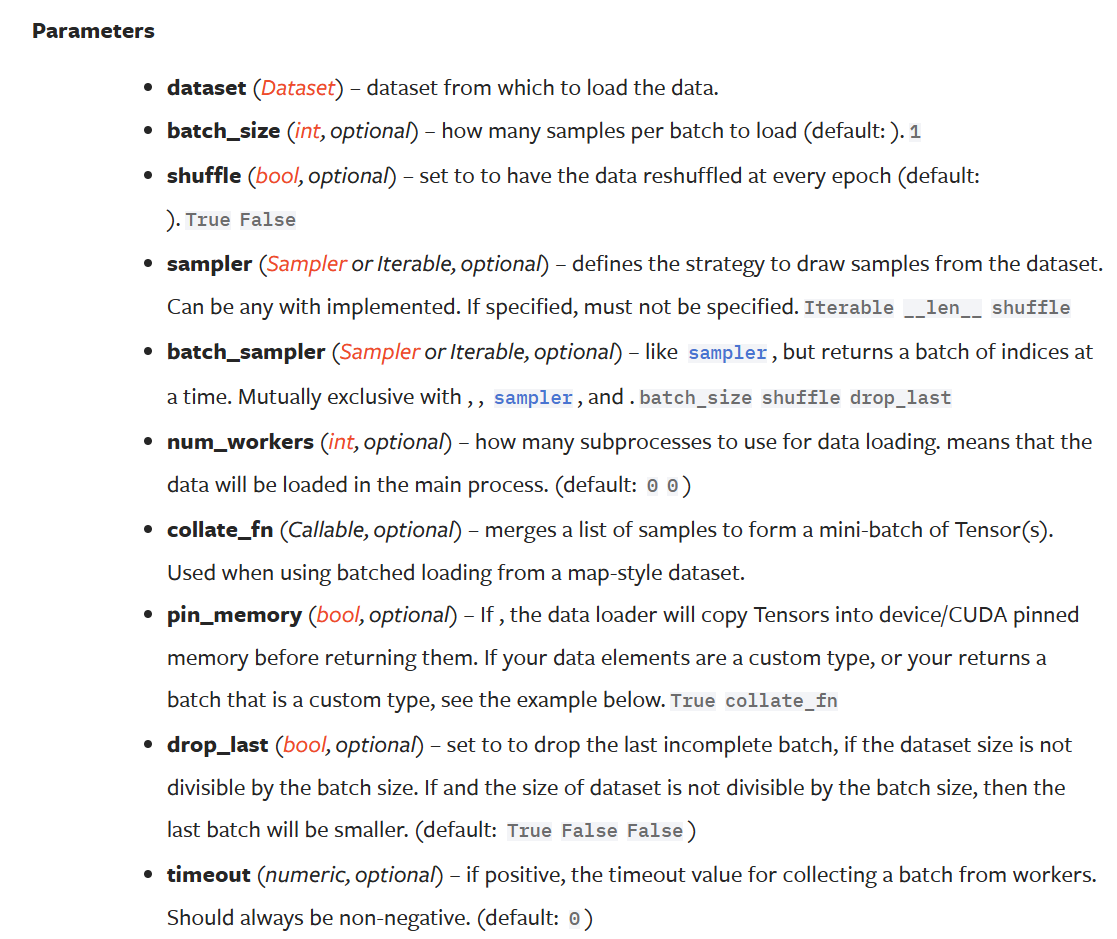 Parameters
• dataset (Dataset) – dataset from which to load the data.
• batch_size (int, optional) – how many samples per batch to load (default: ). 1
• shuffle (bool, optional) – set to to have the data reshuffled at every epoch (default:
). True False
• sampler (Sampler or Iterable, optional) – defines the strategy to draw samples from the dataset.
Can be any with implemented. If specified, must not be specified. Iterable __len__ shuffle
• batch_sampler (Sampler or Iterable, optional) – like sampler , but returns a batch of indices at
a time. Mutually exclusive with , , sampler , and . batch_size shuffle drop_last
• num_workers (int, optional) – how many subprocesses to use for data loading. means that the
data will be loaded in the main process. (default: 0 0 )
• collate_fn (Callable, optional) – merges a list of samples to form a mini-batch of Tensor(s).
Used when using batched loading from a map-style dataset.
• pin_memory (bool, optional) – If , the data loader will copy Tensors into device/CUDA pinned
memory before returning them. If your data elements are a custom type, or your returns a
batch that is a custom type, see the example below. True collate_fn
• drop_last (bool, optional) – set to to drop the last incomplete batch, if the dataset size is not
divisible by the batch size. If and the size of dataset is not divisible by the batch size, then the
last batch will be smaller. (default: True False False )
• timeout (numeric, optional) – if positive, the timeout value for collecting a batch from workers.
Should always be non-negative. (default: 0 )